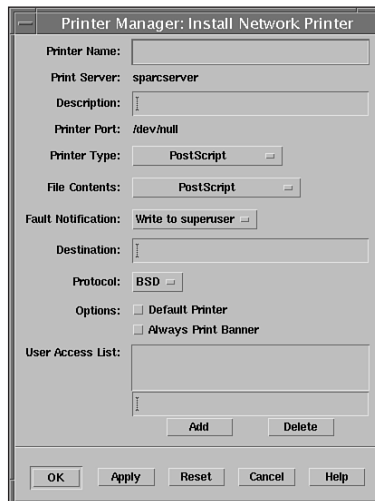 Printer Manager: Install Network Printer
Printer Name:
Print Server: sparcserver
Description:
Printer Port: /dev/null
Printer Type: PostScript
File Contents: PostScript
Fault Notification: Write to superuser
Destination:
Protocol: BSD
Options: Default Printer
Always Print Banner
User Access List:
Add Delete
OK Apply Reset Cancel Help